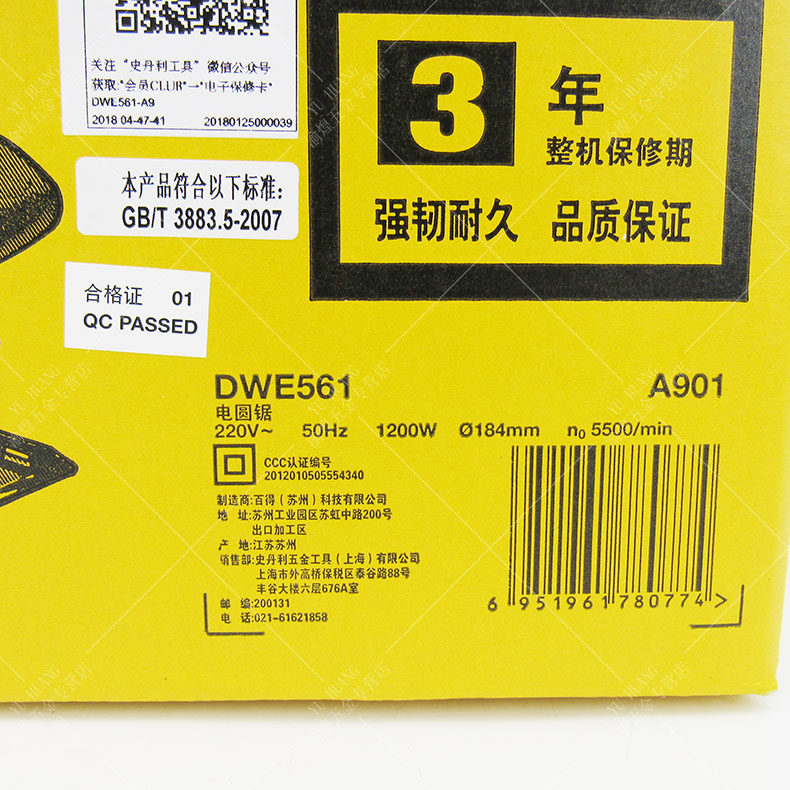 关注“史丹利工具”微信公众号
获取:“会员CLUB”→“电子保修卡”
DWE561-A9
2018 04-47-41 20180125000039
本产品符合以下标准:
GB/T 3883.5-2007
合格证 01
QC PASSED
3 年
整机保修期
强韧耐久 品质保证
DWE561 A901
电圆锯
220V~ 50Hz 1200W Ø184mm n₀ 5500/min
CCC认证编号
2012010505554340
制造商:百得(苏州)科技有限公司
地 址:苏州工业园区苏虹中路200号
出口加工区
产 地:江苏苏州
销售部:史丹利五金工具(上海)有限公司
上海市外高桥保税区泰谷路88号
丰谷大楼六层676A室
邮 编:200131
电 话:021-61621858
6 951961 780774 >
YU HUANG